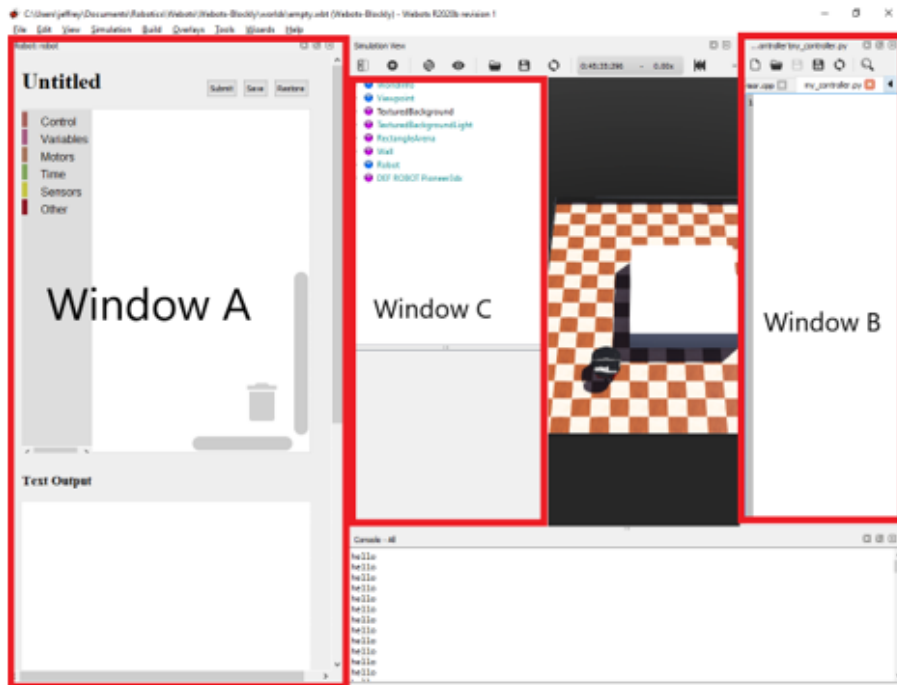 C:\Users\jeffrey\Documents\Robotics\Webots\Webots-Blockly\worlds\empty.wbt (Webots-Blockly) - Webots R2020b revision 1
File Edit View Simulation Build Overlays Tools Wizards Help
Robot: robot
Untitled
Submit Save Restore
Control
Variables
Motors
Time
Sensors
Other
Window A
Text Output
Simulation View
0:45:35:296 - 0.00x
WorldInfo
Viewpoint
TexturedBackground
TexturedBackgroundLight
RectangleArena
Wall
Robot
DEF ROBOT Pioneer3dx
Window C
my_controller.py
1
Window B
Console - All
hello
hello
hello
hello
hello
hello
hello
hello
hello
hello
hello
hello